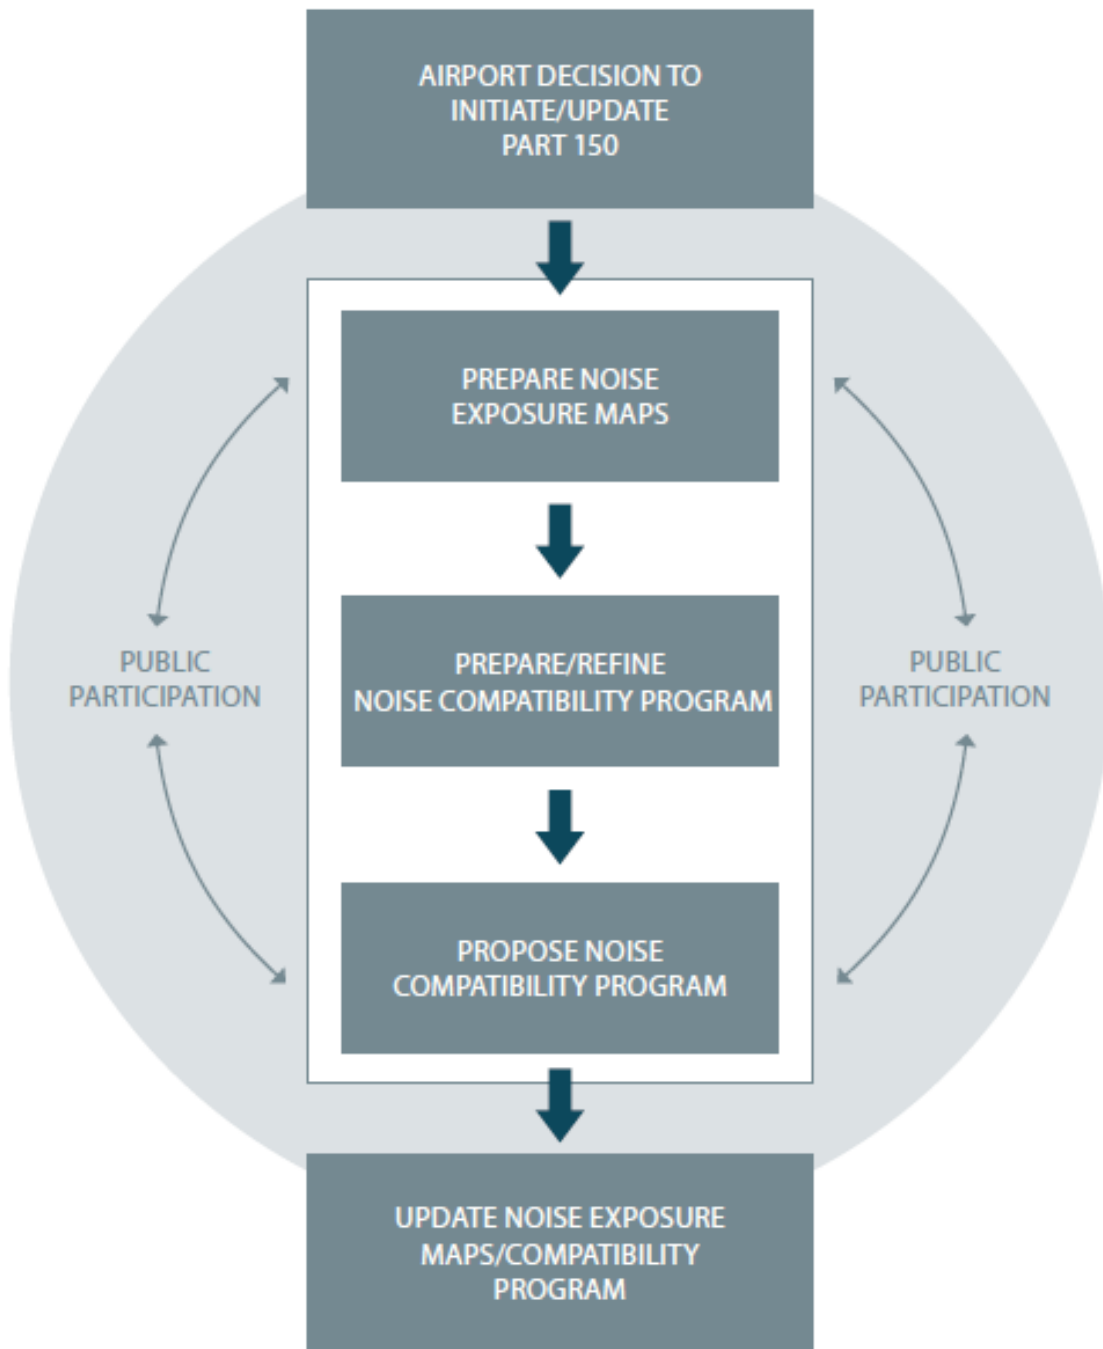 AIRPORT DECISION TO
INITIATE/UPDATE
PART 150
PREPARE NOISE
EXPOSURE MAPS
PREPARE/REFINE
NOISE COMPATIBILITY PROGRAM
PUBLIC
PARTICIPATION
PUBLIC
PARTICIPATION
PROPOSE NOISE
COMPATIBILITY PROGRAM
UPDATE NOISE EXPOSURE
MAPS/COMPATIBILITY
PROGRAM